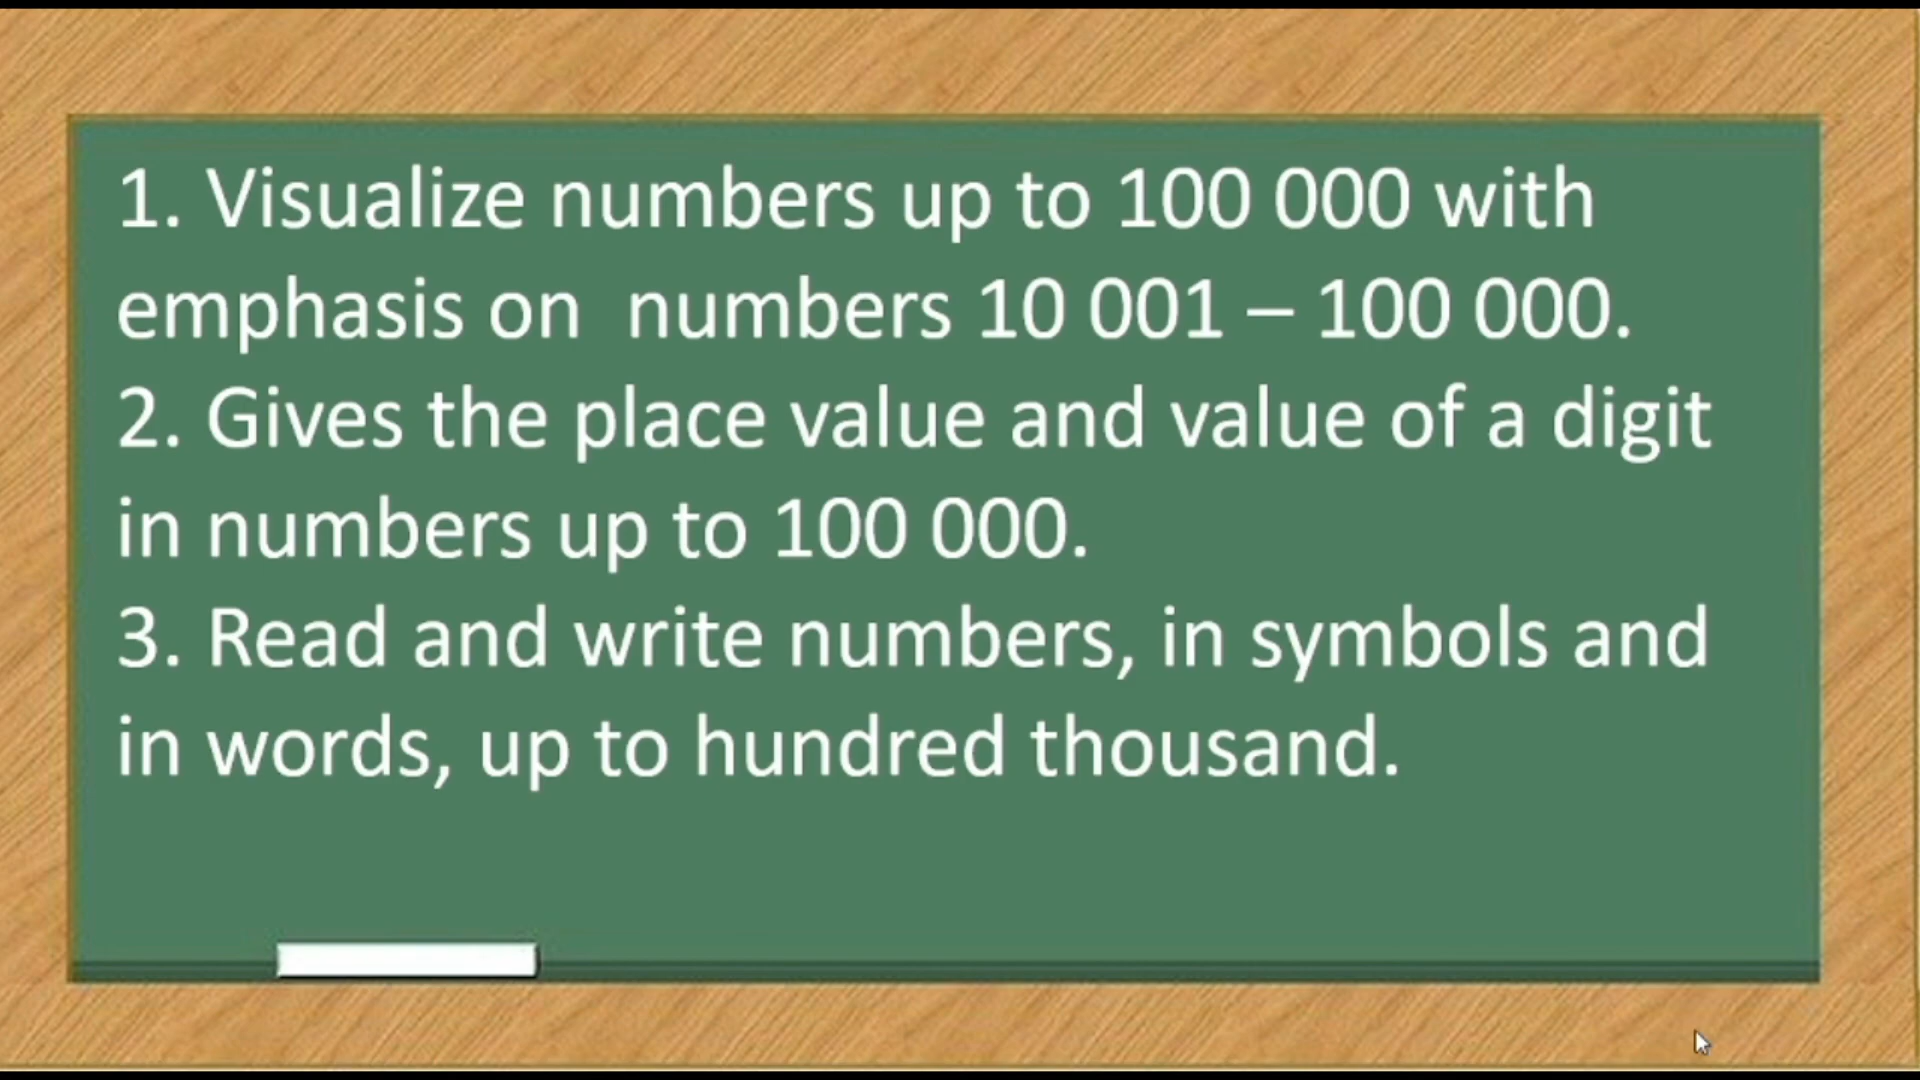 1. Visualize numbers up to 100 000 with
emphasis on  numbers 10 001 – 100 000.
2. Gives the place value and value of a digit
in numbers up to 100 000.
3. Read and write numbers, in symbols and
in words, up to hundred thousand.